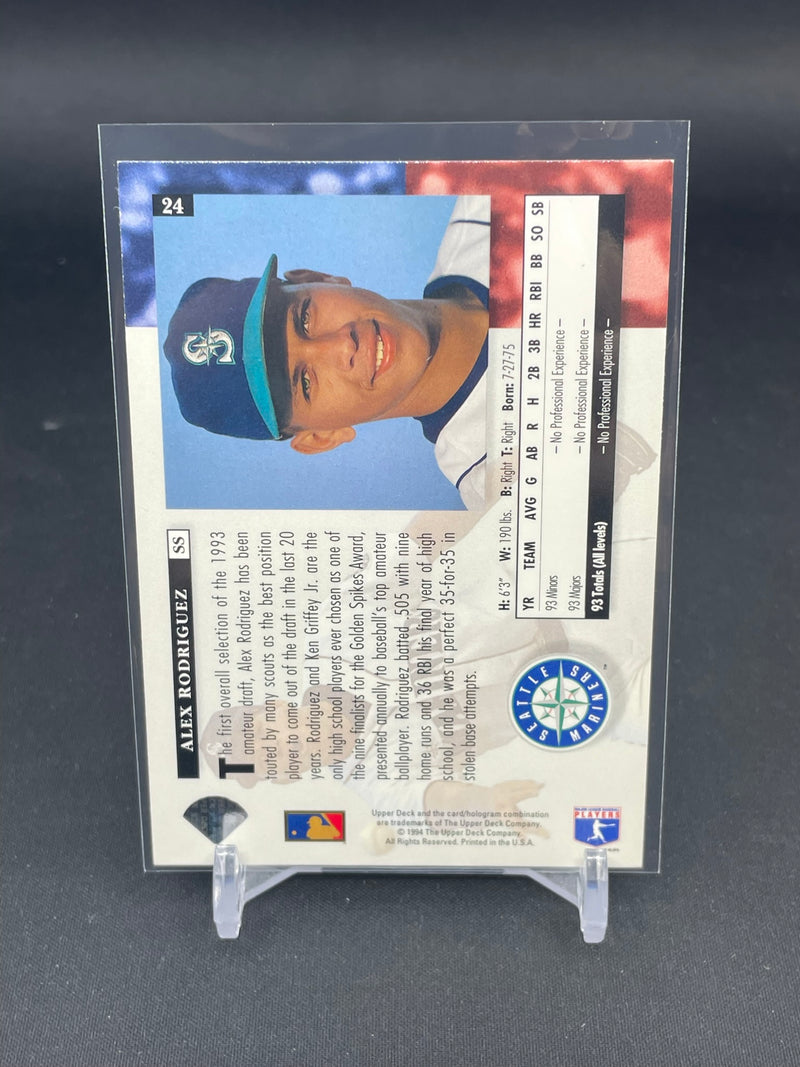 24
ALEX RODRIGUEZ SS
The first overall selection of the 1993
amateur draft, Alex Rodriguez has been
touted by many scouts as the best position
player to come out of the draft in the last 20
years. Rodriguez and Ken Griffey Jr. are the
only high school players ever chosen as one of
the nine finalists for the Golden Spikes Award,
presented annually to baseball's top amateur
ballplayer. Rodriguez batted .505 with nine
home runs and 36 RBI his final year of high
school, and he was a perfect 35-for-35 in
stolen base attempts.
S
H: 6'3" W: 190 lbs. B: Right T: Right Born: 7-27-75
YR TEAM AVG G AB R H 2B 3B HR RBI BB SO SB
93 Minors – No Professional Experience –
93 Majors – No Professional Experience –
93 Totals (All levels) – No Professional Experience –
SEATTLE
MARINERS
TM
Upper Deck and the card/hologram combination
are trademarks of The Upper Deck Company.
© 1994 The Upper Deck Company.
All Rights Reserved. Printed in the U.S.A.
MAJOR LEAGUE BASEBALL
PLAYERS